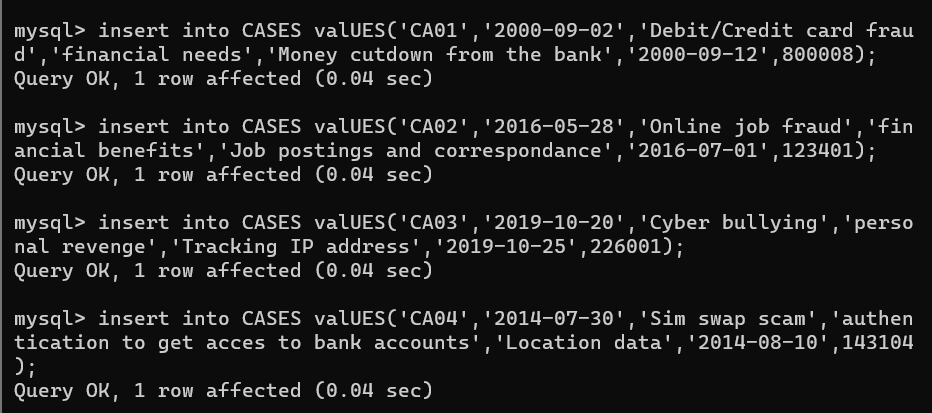 mysql> insert into CASES valUES('CA01','2000-09-02','Debit/Credit card frau
d','financial needs','Money cutdown from the bank','2000-09-12',800008);
Query OK, 1 row affected (0.04 sec)

mysql> insert into CASES valUES('CA02','2016-05-28','Online job fraud','fin
ancial benefits','Job postings and correspondance','2016-07-01',123401);
Query OK, 1 row affected (0.04 sec)

mysql> insert into CASES valUES('CA03','2019-10-20','Cyber bullying','perso
nal revenge','Tracking IP address','2019-10-25',226001);
Query OK, 1 row affected (0.04 sec)

mysql> insert into CASES valUES('CA04','2014-07-30','Sim swap scam','authen
tication to get acces to bank accounts','Location data','2014-08-10',143104
);
Query OK, 1 row affected (0.04 sec)